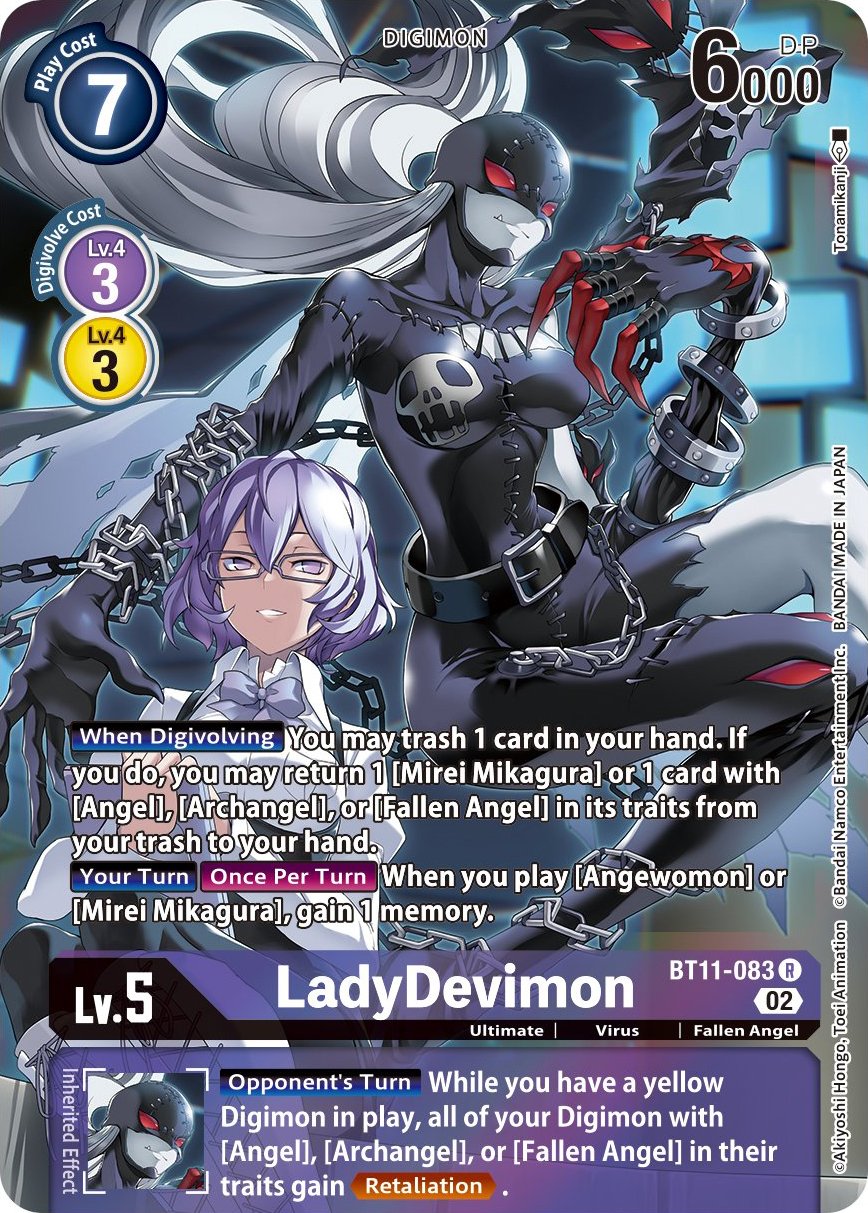 Play Cost
7
DIGIMON
DP
6000
Digivolve Cost
Lv.4
3
Lv.4
3
Tonamikanji
When Digivolving You may trash 1 card in your hand. If
you do, you may return 1 [Mirei Mikagura] or 1 card with
[Angel], [Archangel], or [Fallen Angel] in its traits from
your trash to your hand.
Your Turn Once Per Turn When you play [Angewomon] or
[Mirei Mikagura], gain 1 memory.
Lv.5
LadyDevimon
BT11-083 R
02
Ultimate | Virus | Fallen Angel
Inherited Effect
Opponent's Turn While you have a yellow
Digimon in play, all of your Digimon with
[Angel], [Archangel], or [Fallen Angel] in their
traits gain Retaliation .
©Akiyoshi Hongo, Toei Animation ©Bandai Namco Entertainment Inc. BANDAI MADE IN JAPAN